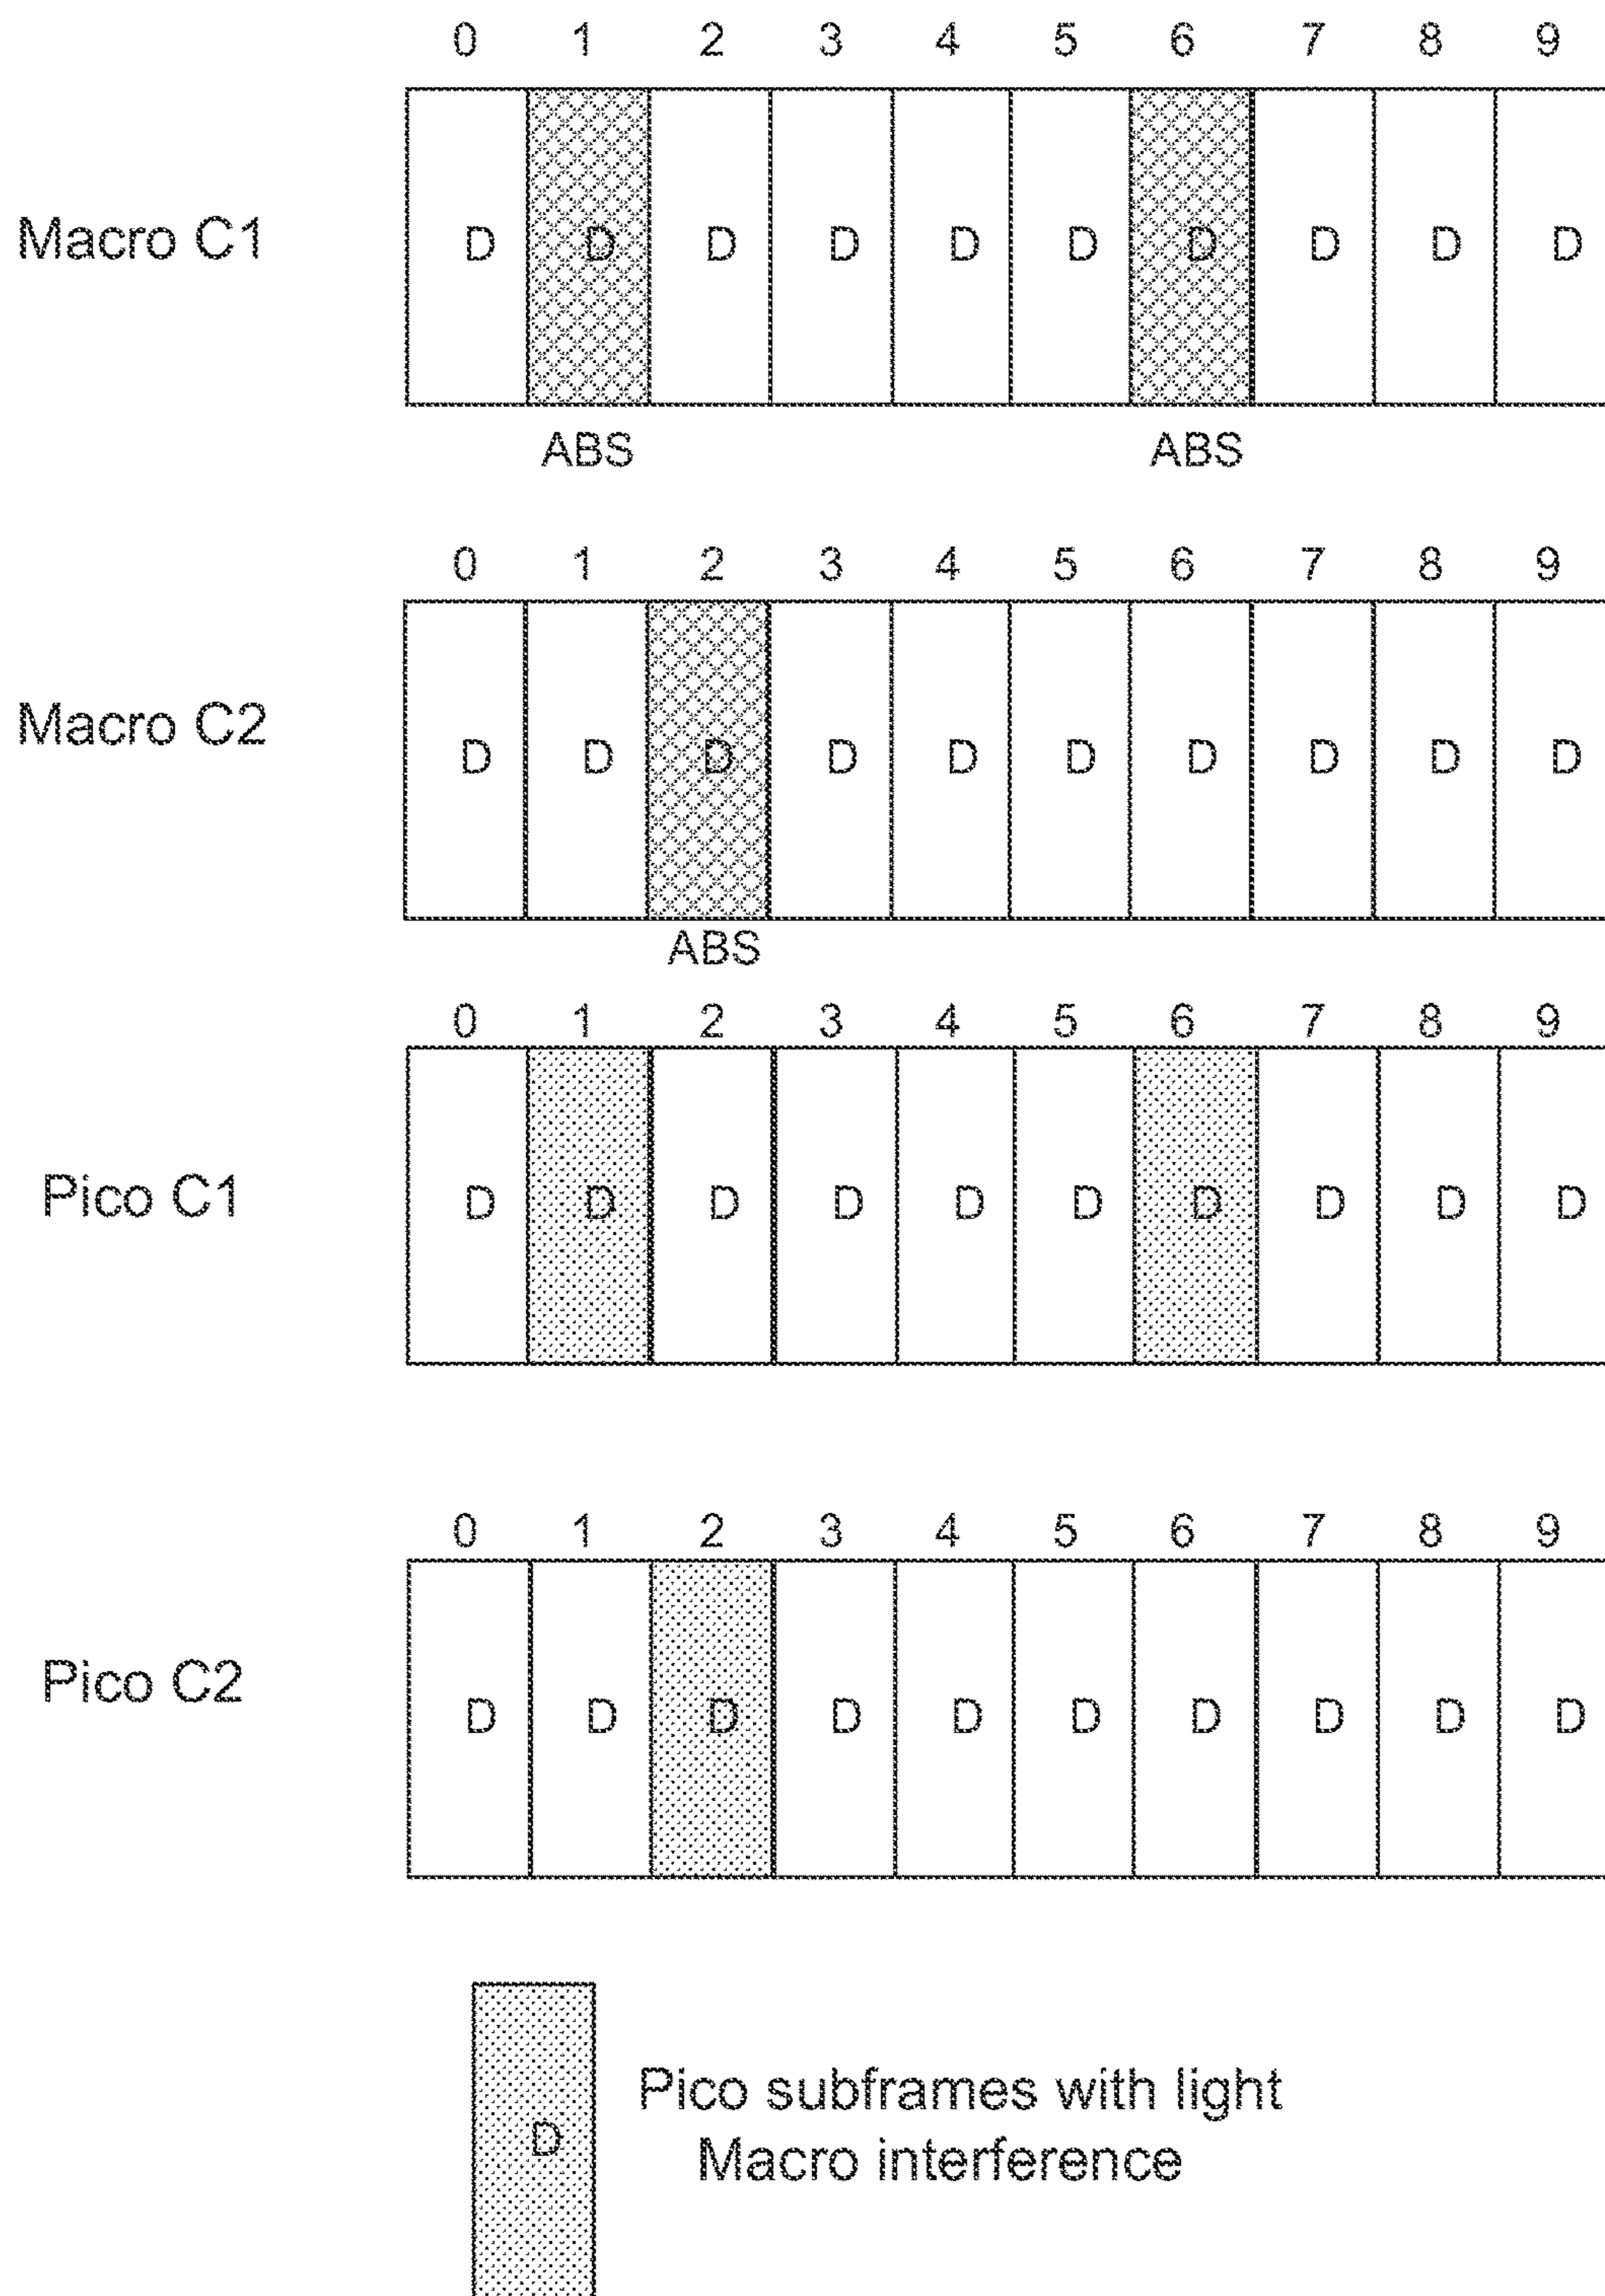 0 1 2 3 4 5 6 7 8 9
Macro C1 D D D D D D D D D D
ABS ABS
0 1 2 3 4 5 6 7 8 9
Macro C2 D D D D D D D D D D
ABS
0 1 2 3 4 5 6 7 8 9
Pico C1 D D D D D D D D D D
0 1 2 3 4 5 6 7 8 9
Pico C2 D D D D D D D D D D
D
Pico subframes with light
Macro interference